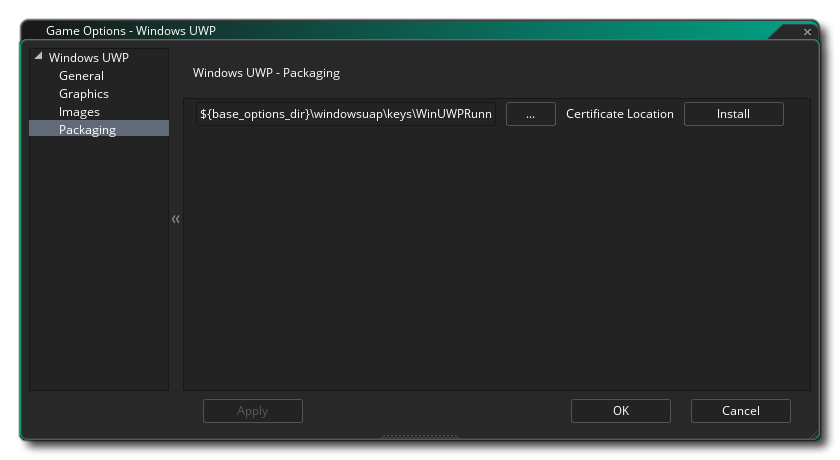 Game Options - Windows UWP
Windows UWP
General
Graphics
Images
Packaging
Windows UWP - Packaging
${base_options_dir}\windowsuap\keys\WinUWPRunn
... Certificate Location Install
Apply OK Cancel